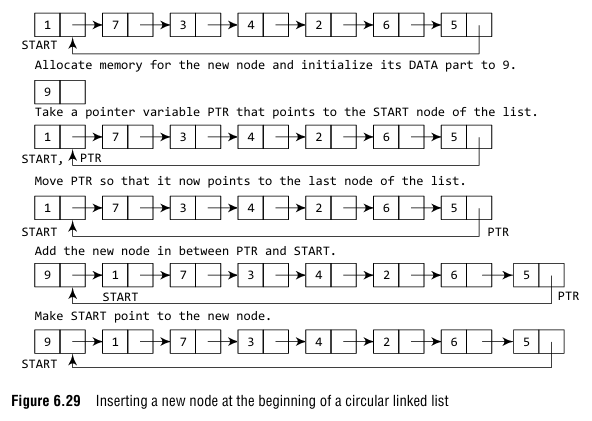 1 7 3 4 2 6 5
START
Allocate memory for the new node and initialize its DATA part to 9.
9
Take a pointer variable PTR that points to the START node of the list.
1 7 3 4 2 6 5
START, PTR
Move PTR so that it now points to the last node of the list.
1 7 3 4 2 6 5
START PTR
Add the new node in between PTR and START.
9 1 7 3 4 2 6 5
START PTR
Make START point to the new node.
9 1 7 3 4 2 6 5
START
Figure 6.29 Inserting a new node at the beginning of a circular linked list